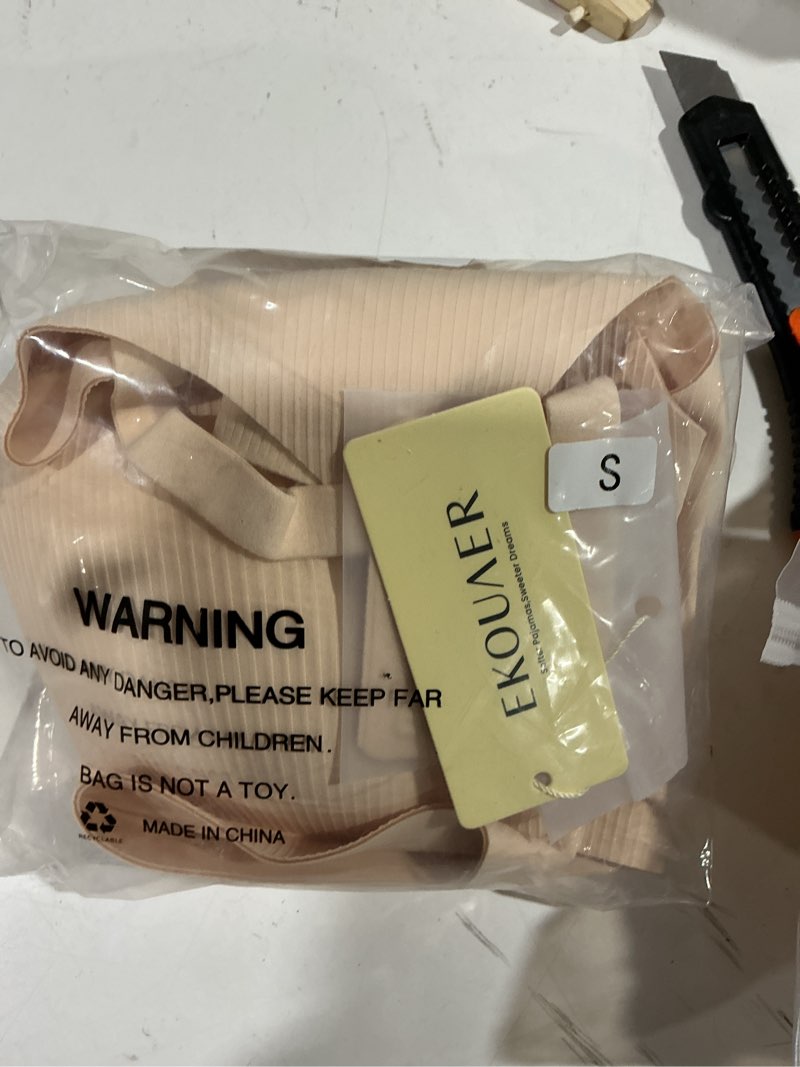 S
EKOUAER
Softer Pajamas, Sweeter Dreams
WARNING
TO AVOID ANY DANGER,PLEASE KEEP FAR
AWAY FROM CHILDREN.
BAG IS NOT A TOY.
RECYCLABLE
MADE IN CHINA